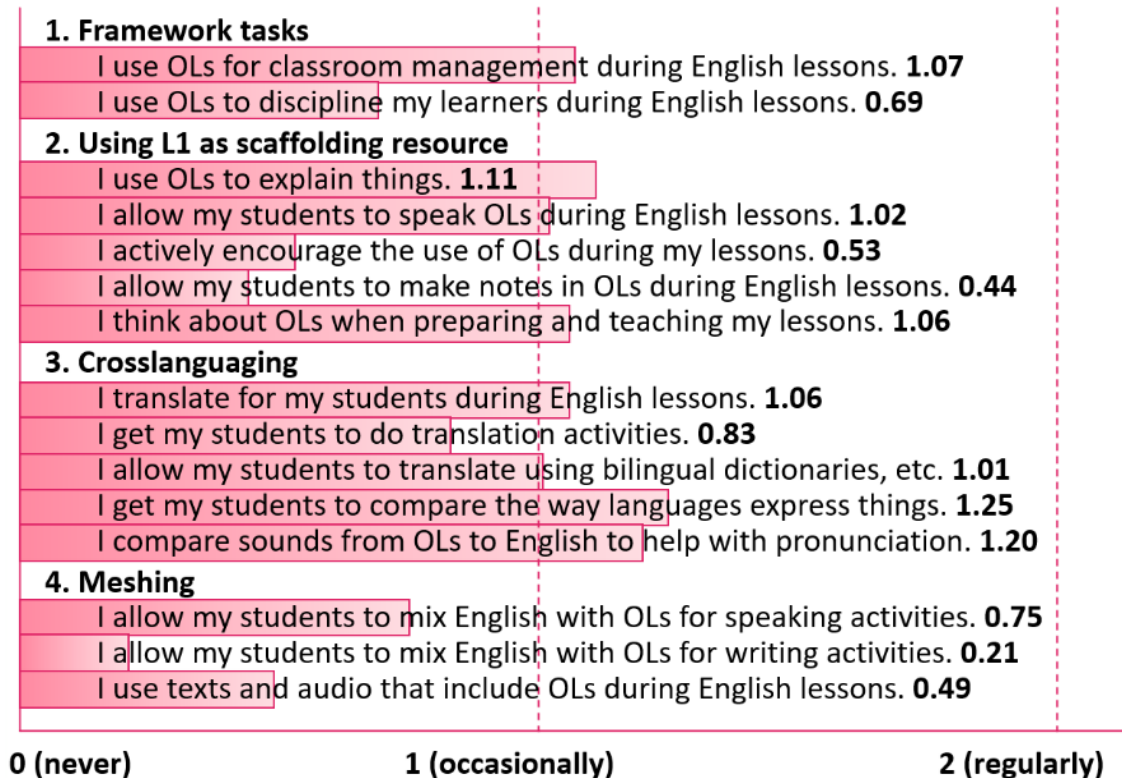 1. Framework tasks
I use OLs for classroom management during English lessons. 1.07
I use OLs to discipline my learners during English lessons. 0.69
2. Using L1 as scaffolding resource
I use OLs to explain things. 1.11
I allow my students to speak OLs during English lessons. 1.02
I actively encourage the use of OLs during my lessons. 0.53
I allow my students to make notes in OLs during English lessons. 0.44
I think about OLs when preparing and teaching my lessons. 1.06
3. Crosslanguaging
I translate for my students during English lessons. 1.06
I get my students to do translation activities. 0.83
I allow my students to translate using bilingual dictionaries, etc. 1.01
I get my students to compare the way languages express things. 1.25
I compare sounds from OLs to English to help with pronunciation. 1.20
4. Meshing
I allow my students to mix English with OLs for speaking activities. 0.75
I allow my students to mix English with OLs for writing activities. 0.21
I use texts and audio that include OLs during English lessons. 0.49
0 (never) 1 (occasionally) 2 (regularly)